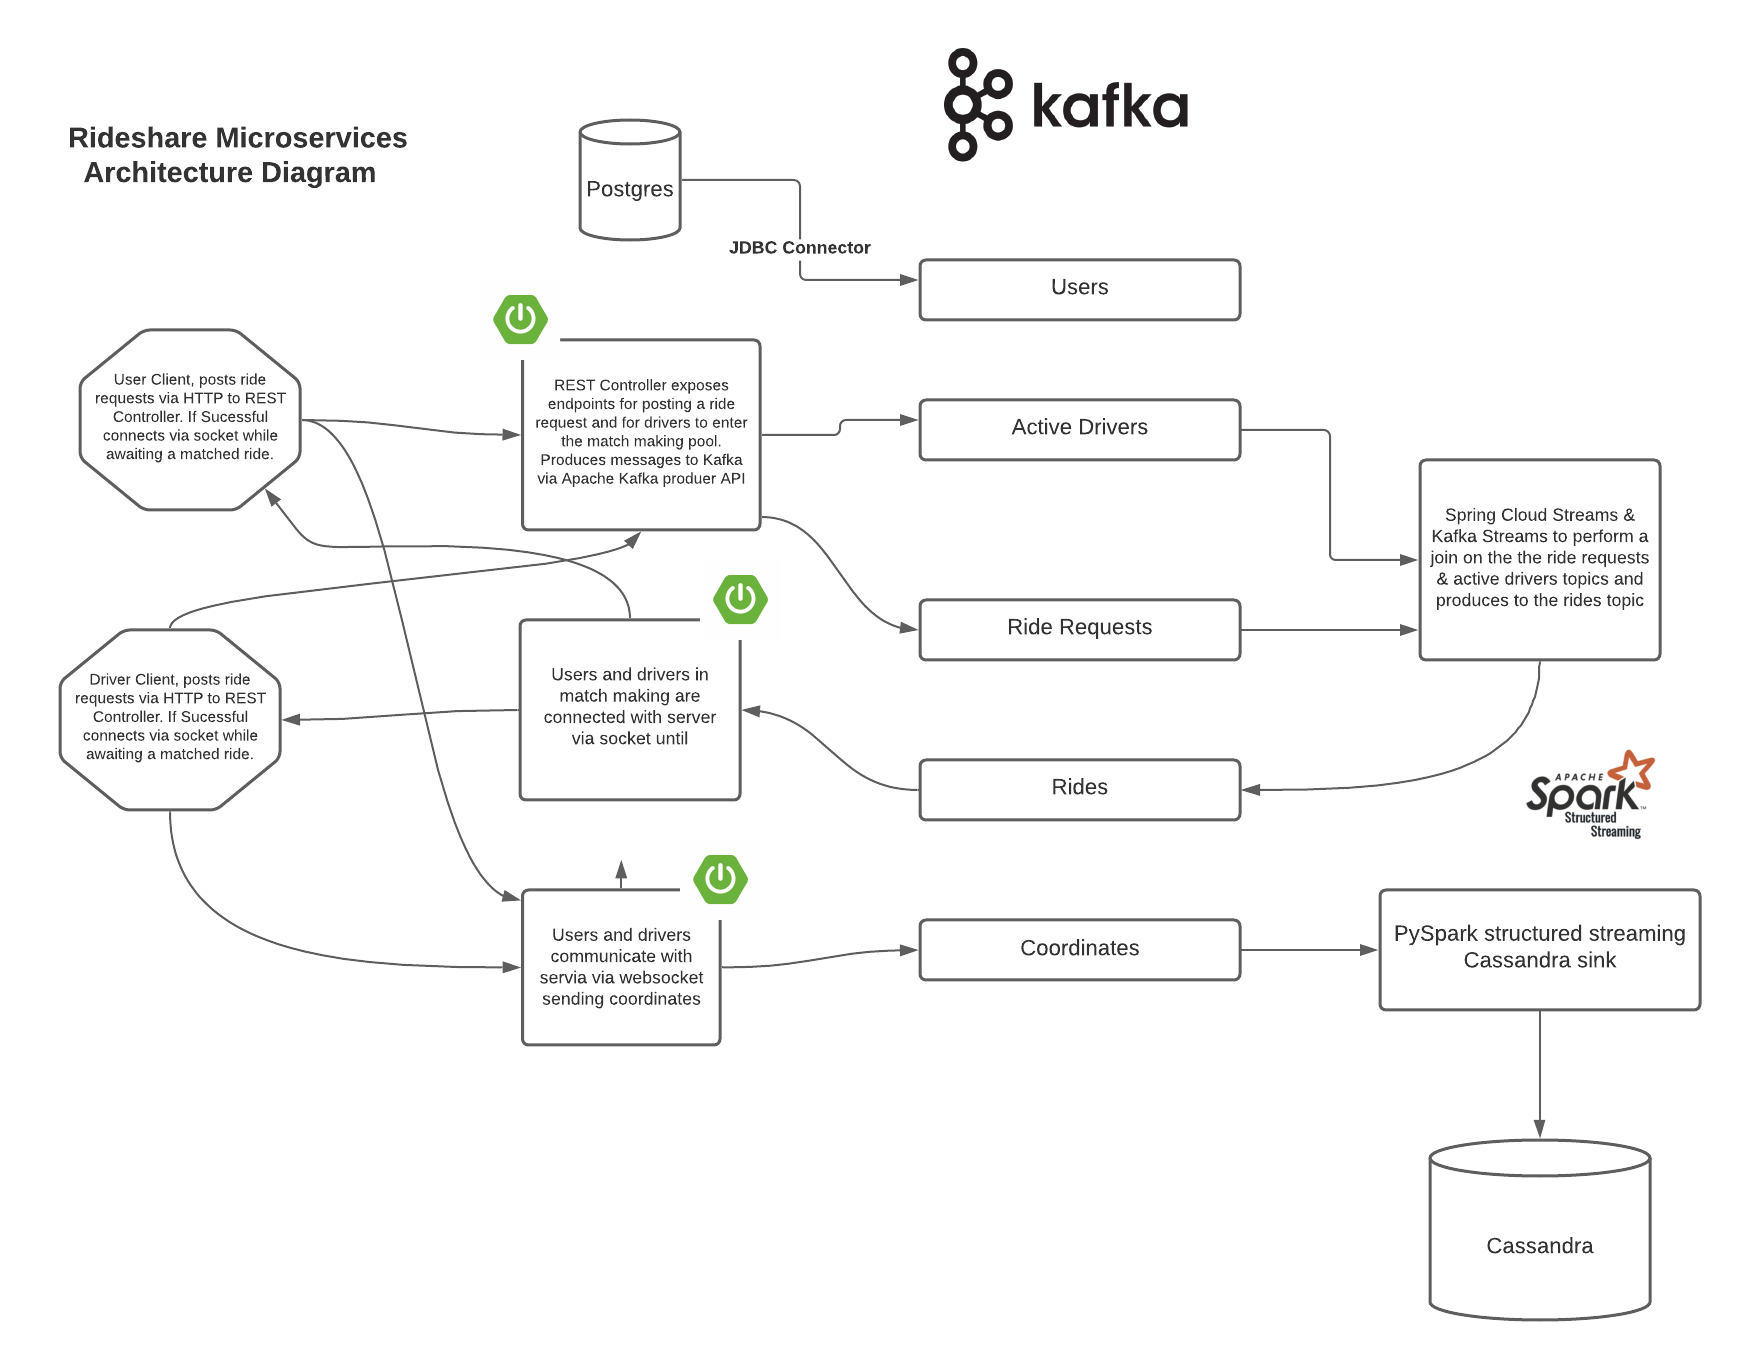 Rideshare Microservices
Architecture Diagram
kafka
Postgres
JDBC Connector
Users
User Client, posts ride
requests via HTTP to REST
Controller. If Sucessful
connects via socket while
awaiting a matched ride.
REST Controller exposes
endpoints for posting a ride
request and for drivers to enter
the match making pool.
Produces messages to Kafka
via Apache Kafka produer API
Active Drivers
Spring Cloud Streams &
Kafka Streams to perform a
join on the the ride requests
& active drivers topics and
produces to the rides topic
Ride Requests
Driver Client, posts ride
requests via HTTP to REST
Controller. If Sucessful
connects via socket while
awaiting a matched ride.
Users and drivers in
match making are
connected with server
via socket until
Rides
APACHE
Spark™
Structured
Streaming
Users and drivers
communicate with
servia via websocket
sending coordinates
Coordinates
PySpark structured streaming
Cassandra sink
Cassandra